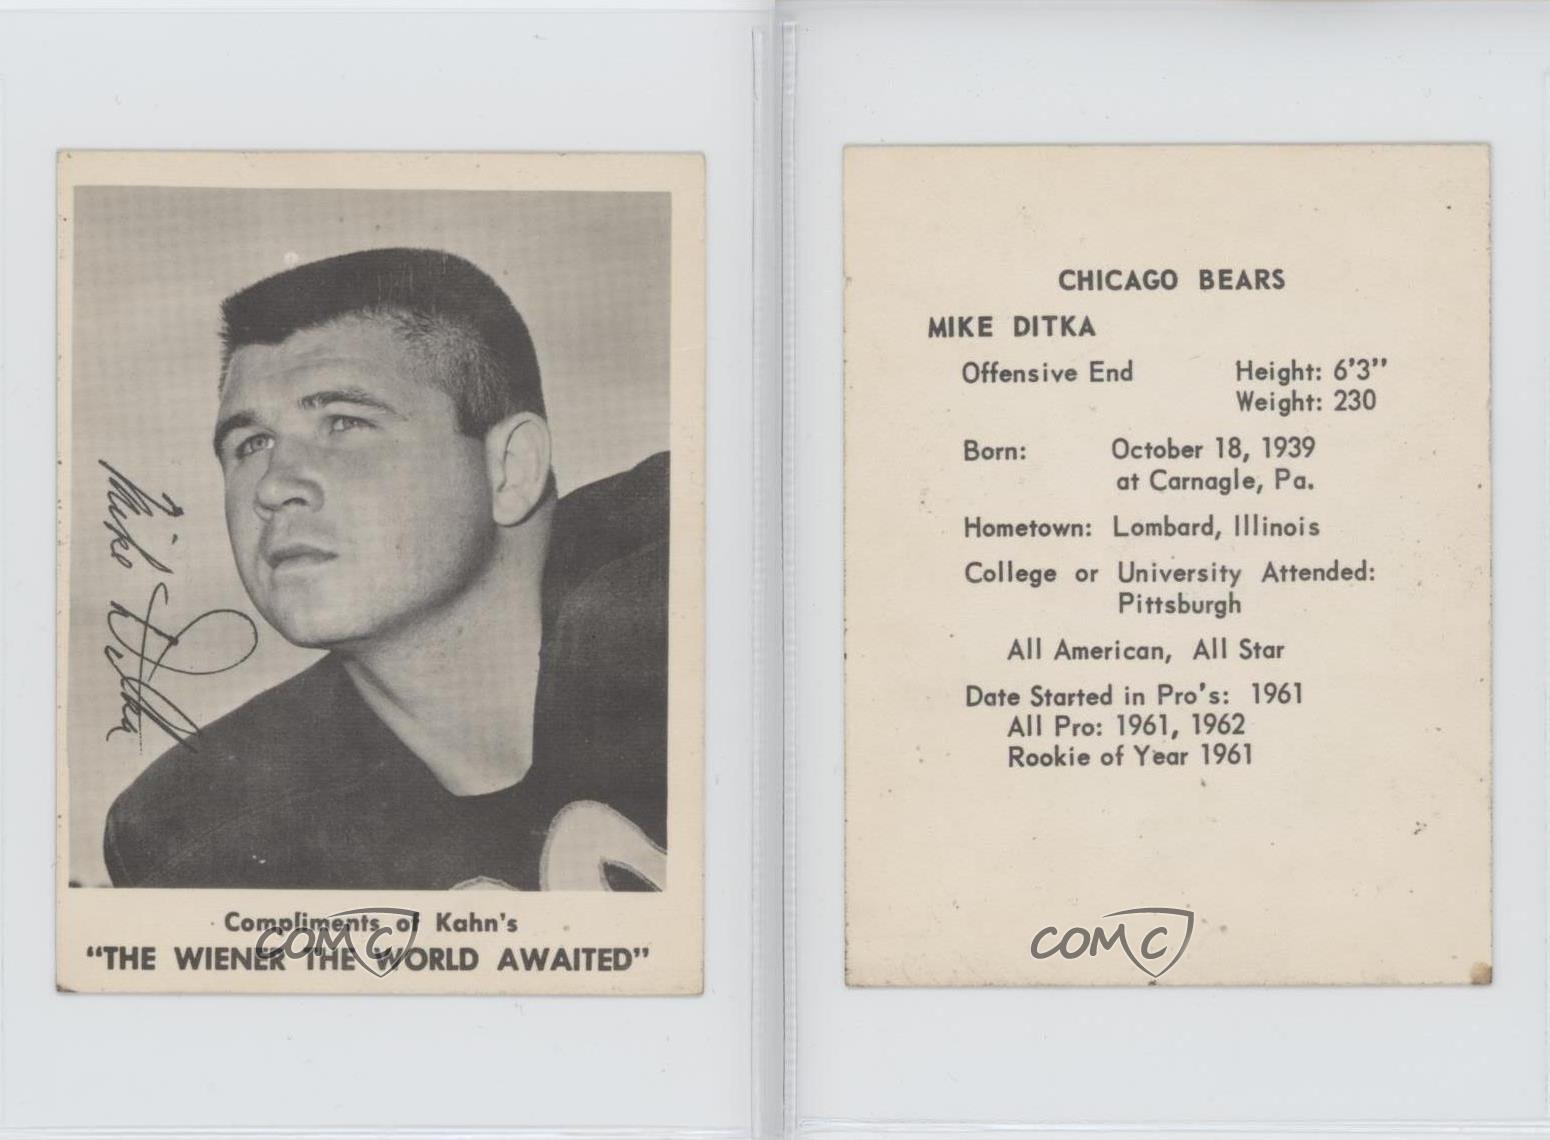 Mike Ditka
Compliments of Kahn's
"THE WIENER THE WORLD AWAITED"
COMC
CHICAGO BEARS
MIKE DITKA
Offensive End Height: 6'3"
Weight: 230
Born: October 18, 1939
at Carnagle, Pa.
Hometown: Lombard, Illinois
College or University Attended:
Pittsburgh
All American, All Star
Date Started in Pro's: 1961
All Pro: 1961, 1962
Rookie of Year 1961
COMC